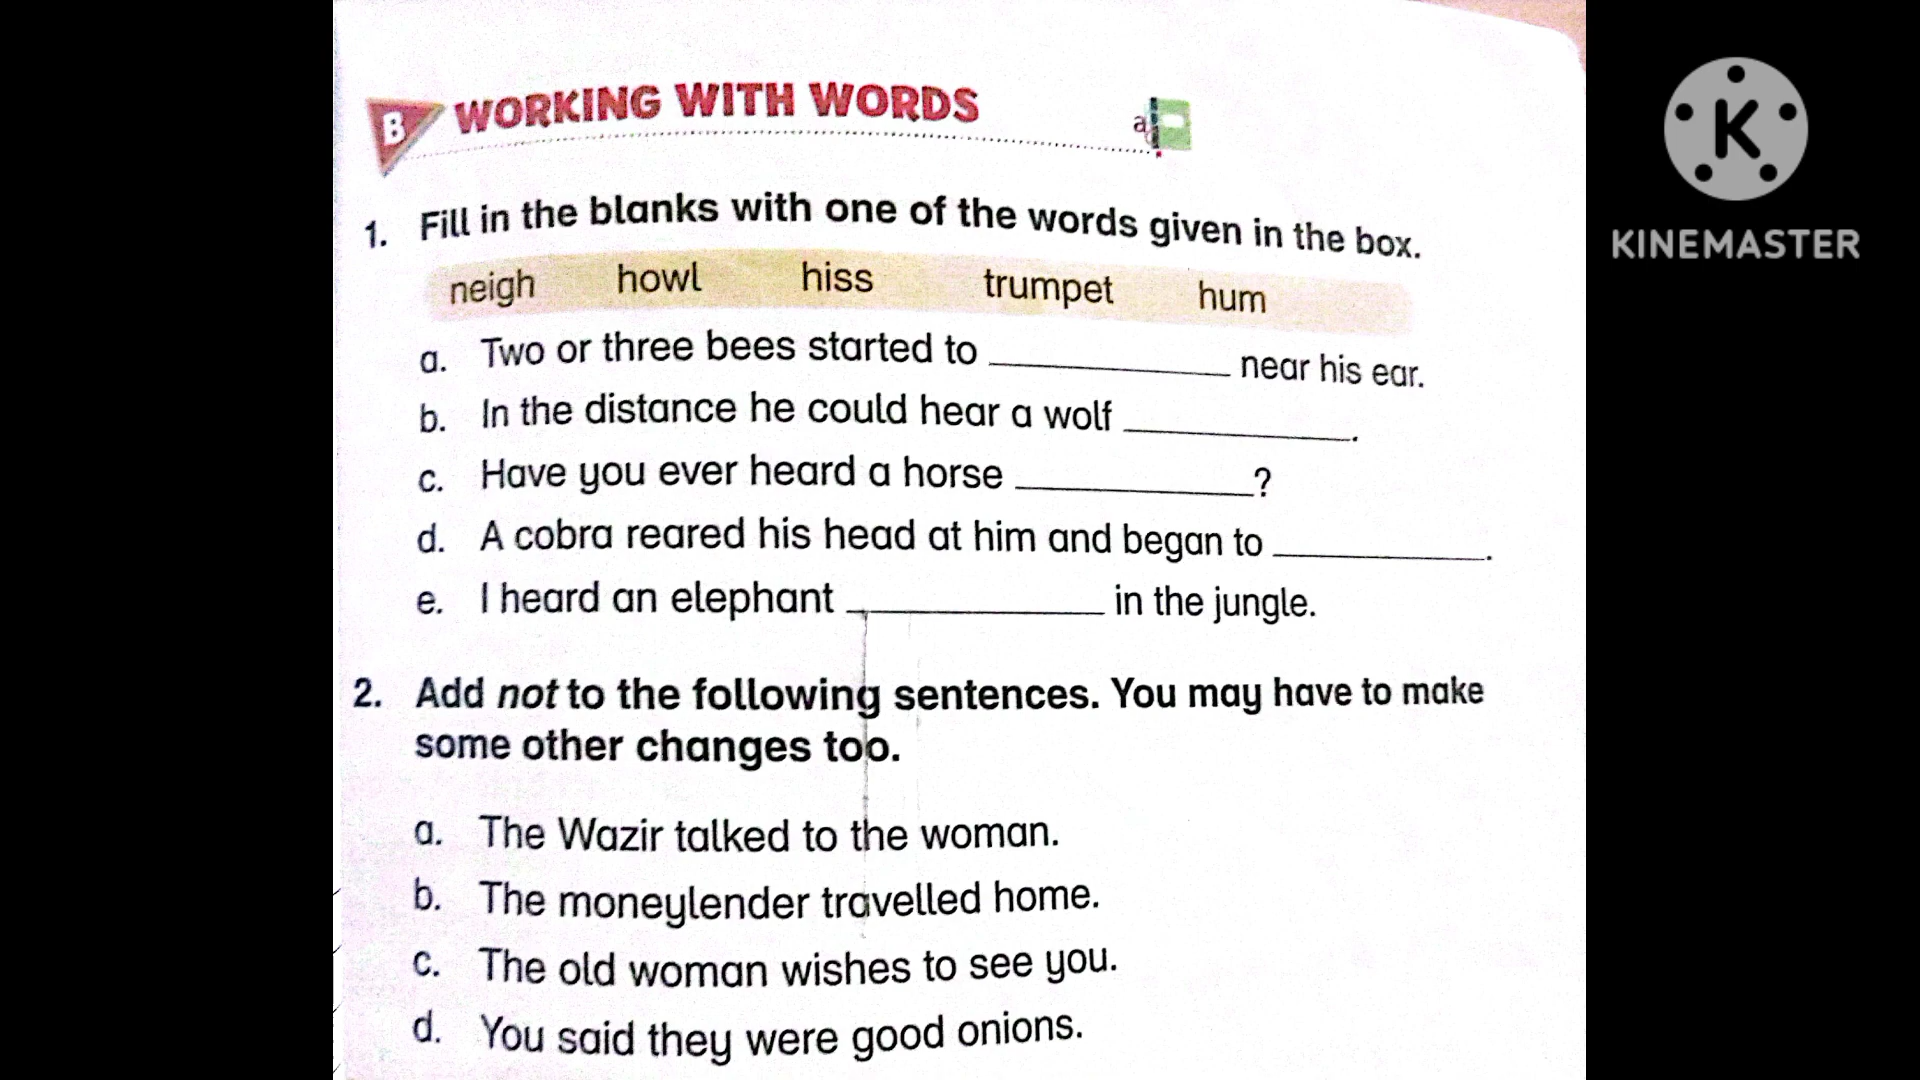 B WORKING WITH WORDS
a
1. Fill in the blanks with one of the words given in the box.
neigh howl hiss trumpet hum
a. Two or three bees started to ____________ near his ear.
b. In the distance he could hear a wolf ____________.
c. Have you ever heard a horse ____________?
d. A cobra reared his head at him and began to ____________.
e. I heard an elephant ____________ in the jungle.
2. Add not to the following sentences. You may have to make
some other changes too.
a. The Wazir talked to the woman.
b. The moneylender travelled home.
c. The old woman wishes to see you.
d. You said they were good onions.
K
KINEMASTER